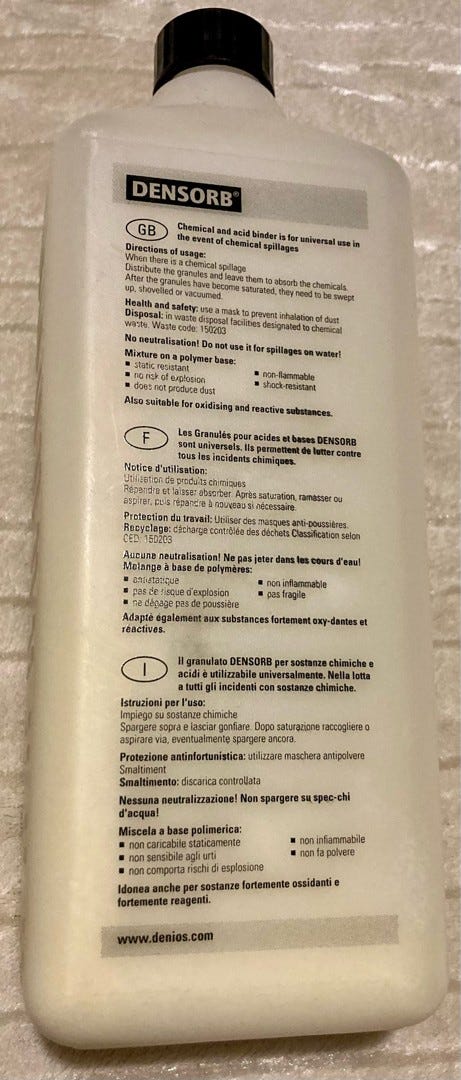 DENSORB®
GB
Chemical and acid binder is for universal use in
the event of chemical spillages
Directions of usage:
When there is a chemical spillage
Distribute the granules and leave them to absorb the chemicals.
After the granules have become saturated, they need to be swept
up, shovelled or vacuumed.
Health and safety: use a mask to prevent inhalation of dust
Disposal: in waste disposal facilities designated to chemical
waste. Waste code: 150203
No neutralisation! Do not use it for spillages on water!
Mixture on a polymer base:
▪ static resistant
▪ no risk of explosion
▪ does not produce dust
▪ non-flammable
▪ shock-resistant
Also suitable for oxidising and reactive substances.
F
Les Granulés pour acides et bases DENSORB
sont universels. Ils permettent de lutter contre
tous les incidents chimiques.
Notice d'utilisation:
Utilisation de produits chimiques
Répandre et laisser absorber. Après saturation, ramasser ou
aspirer, puis répandre à nouveau si nécessaire.
Protection du travail: Utiliser des masques anti-poussières.
Recyclage: décharge contrôlée des déchets Classification selon
CED: 150203
Aucune neutralisation! Ne pas jeter dans les cours d'eau!
Melange à base de polymères:
▪ antistatique
▪ pas de risque d'explosion
▪ ne dégage pas de poussière
▪ non inflammable
▪ pas fragile
Adapté également aux substances fortement oxy-dantes et
réactives.
I
Il granulato DENSORB per sostanze chimiche e
acidi è utilizzabile universalmente. Nella lotta
a tutti gli incidenti con sostanze chimiche.
Istruzioni per l'uso:
Impiego su sostanze chimiche
Spargere sopra e lasciar gonfiare. Dopo saturazione raccogliere o
aspirare via, eventualmente spargere ancora.
Protezione antinfortunistica: utilizzare maschera antipolvere
Smaltiment
Smaltimento: discarica controllata
Nessuna neutralizzazione! Non spargere su spec-chi
d'acqua!
Miscela a base polimerica:
▪ non caricabile staticamente
▪ non sensibile agli urti
▪ non comporta rischi di esplosione
▪ non infiammabile
▪ non fa polvere
Idonea anche per sostanze fortemente ossidanti e
fortemente reagenti.
www.denios.com